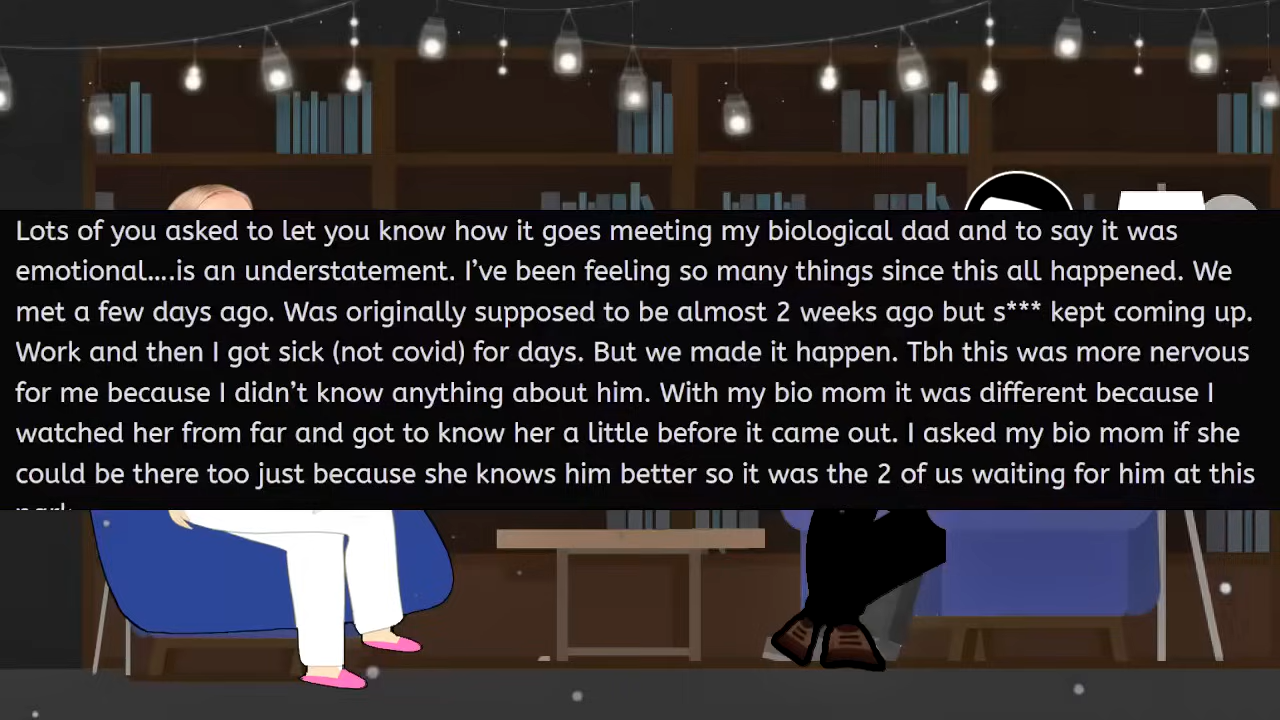 Lots of you asked to let you know how it goes meeting my biological dad and to say it was
emotional....is an understatement. I've been feeling so many things since this all happened. We
met a few days ago. Was originally supposed to be almost 2 weeks ago but s*** kept coming up.
Work and then I got sick (not covid) for days. But we made it happen. Tbh this was more nervous
for me because I didn't know anything about him. With my bio mom it was different because I
watched her from far and got to know her a little before it came out. I asked my bio mom if she
could be there too just because she knows him better so it was the 2 of us waiting for him at this